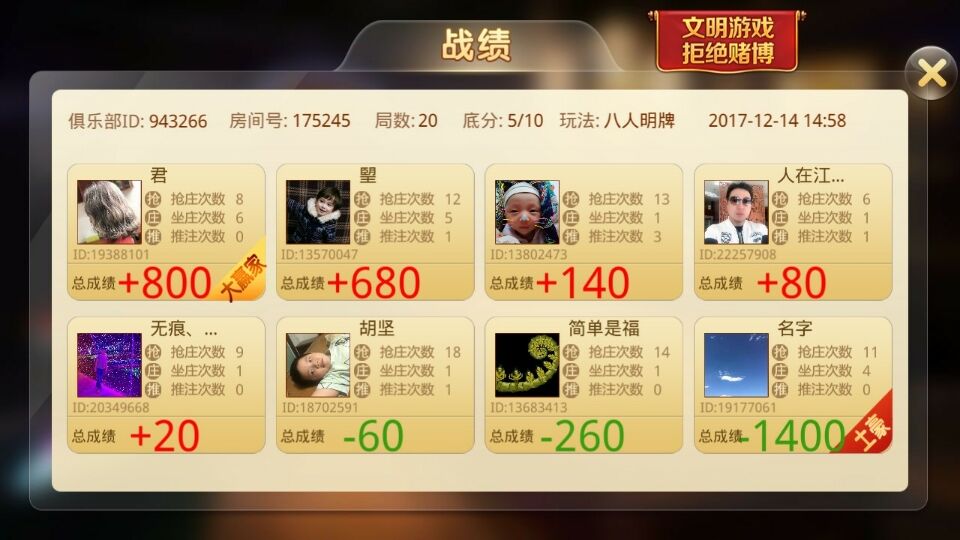 战绩
文明游戏
拒绝赌博
俱乐部ID: 943266 房间号: 175245 局数: 20 底分: 5/10 玩法: 八人明牌 2017-12-14 14:58
君
抢 抢庄次数 8
庄 坐庄次数 6
推 推注次数 0
ID:19388101
总成绩 +800
大赢家
曌
抢 抢庄次数 12
庄 坐庄次数 5
推 推注次数 1
ID:13570047
总成绩 +680
抢 抢庄次数 13
庄 坐庄次数 1
推 推注次数 3
ID:13802473
总成绩 +140
人在江...
抢 抢庄次数 6
庄 坐庄次数 1
推 推注次数 1
ID:22257908
总成绩 +80
无痕、...
抢 抢庄次数 9
庄 坐庄次数 1
推 推注次数 1
ID:20349668
总成绩 +20
胡坚
抢 抢庄次数 18
庄 坐庄次数 1
推 推注次数 1
ID:18702591
总成绩 -60
简单是福
抢 抢庄次数 14
庄 坐庄次数 1
推 推注次数 0
ID:13683413
总成绩 -260
名字
抢 抢庄次数 11
庄 坐庄次数 4
推 推注次数 0
ID:19177061
总成绩 -1400
土豪